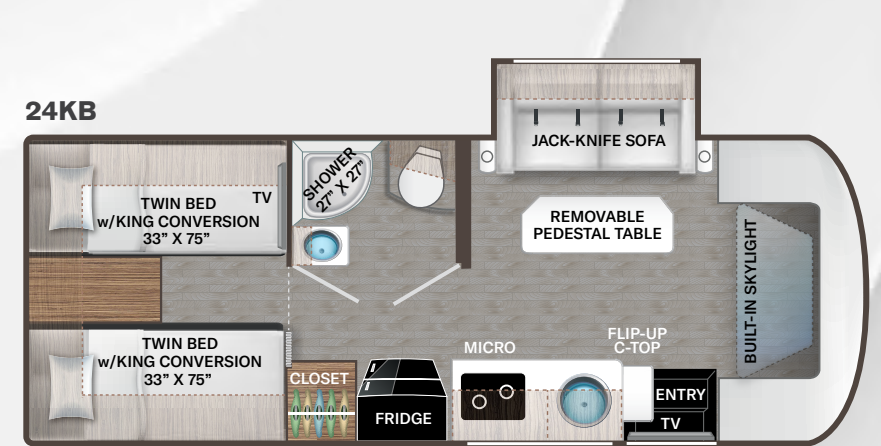 24KB
JACK-KNIFE SOFA
SHOWER
27" X 27"
TWIN BED
w/KING CONVERSION
33" X 75"
TV
REMOVABLE
PEDESTAL TABLE
BUILT-IN SKYLIGHT
TWIN BED
w/KING CONVERSION
33" X 75"
CLOSET
FRIDGE
MICRO
FLIP-UP
C-TOP
ENTRY
TV